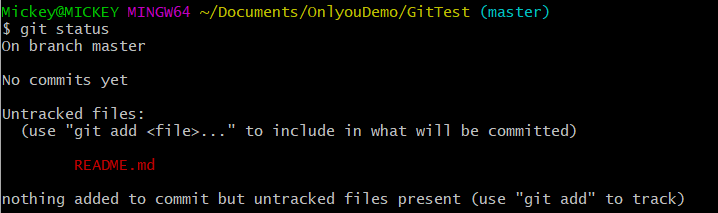 Mickey@MICKEY MINGW64 ~/Documents/OnlyouDemo/GitTest (master)
$ git status
On branch master
No commits yet
Untracked files:
(use "git add <file>..." to include in what will be committed)
README.md
nothing added to commit but untracked files present (use "git add" to track)